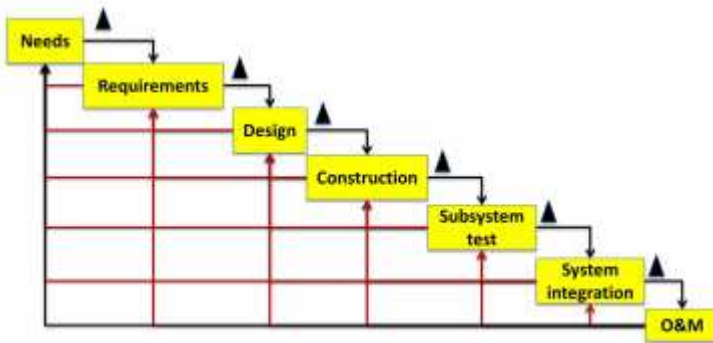 Needs
Requirements
Design
Construction
Subsystem
test
System
integration
O&M